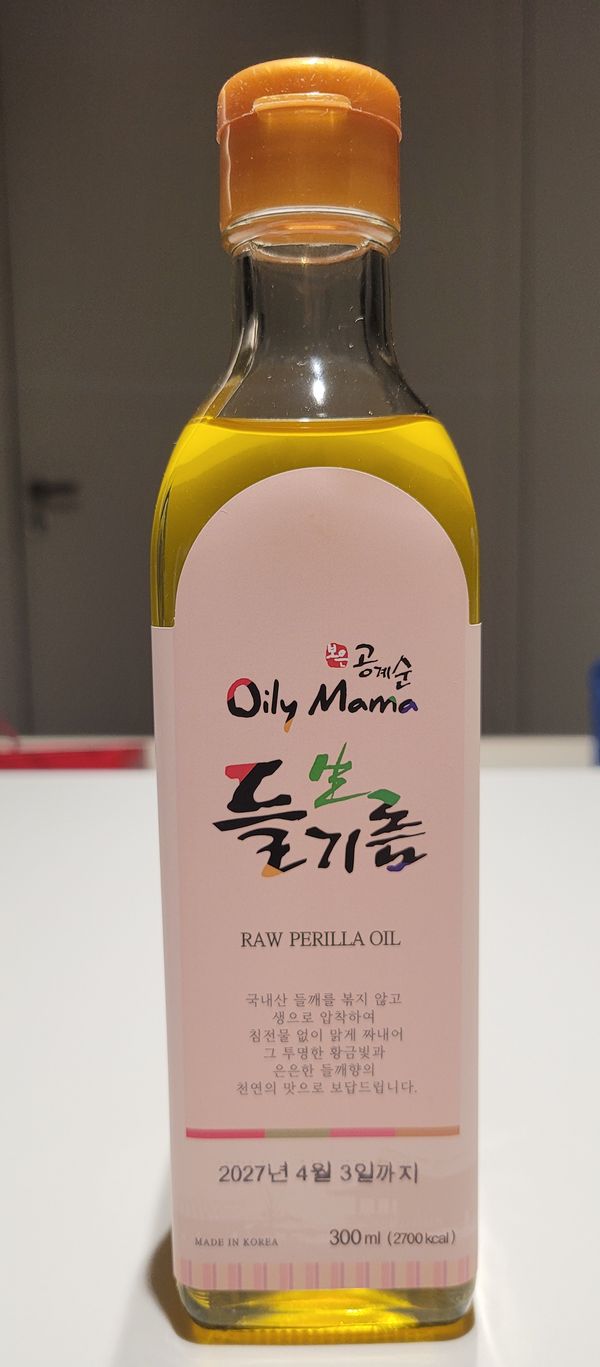 보은 공계순
Oily Mama
生
들기름
RAW PERILLA OIL
국내산 들깨를 볶지 않고
생으로 압착하여
침전물 없이 맑게 짜내어
그 투명한 황금빛과
은은한 들깨향의
천연의 맛으로 보답드립니다.
2027년 4월 3일까지
MADE IN KOREA 300ml (2700kcal)